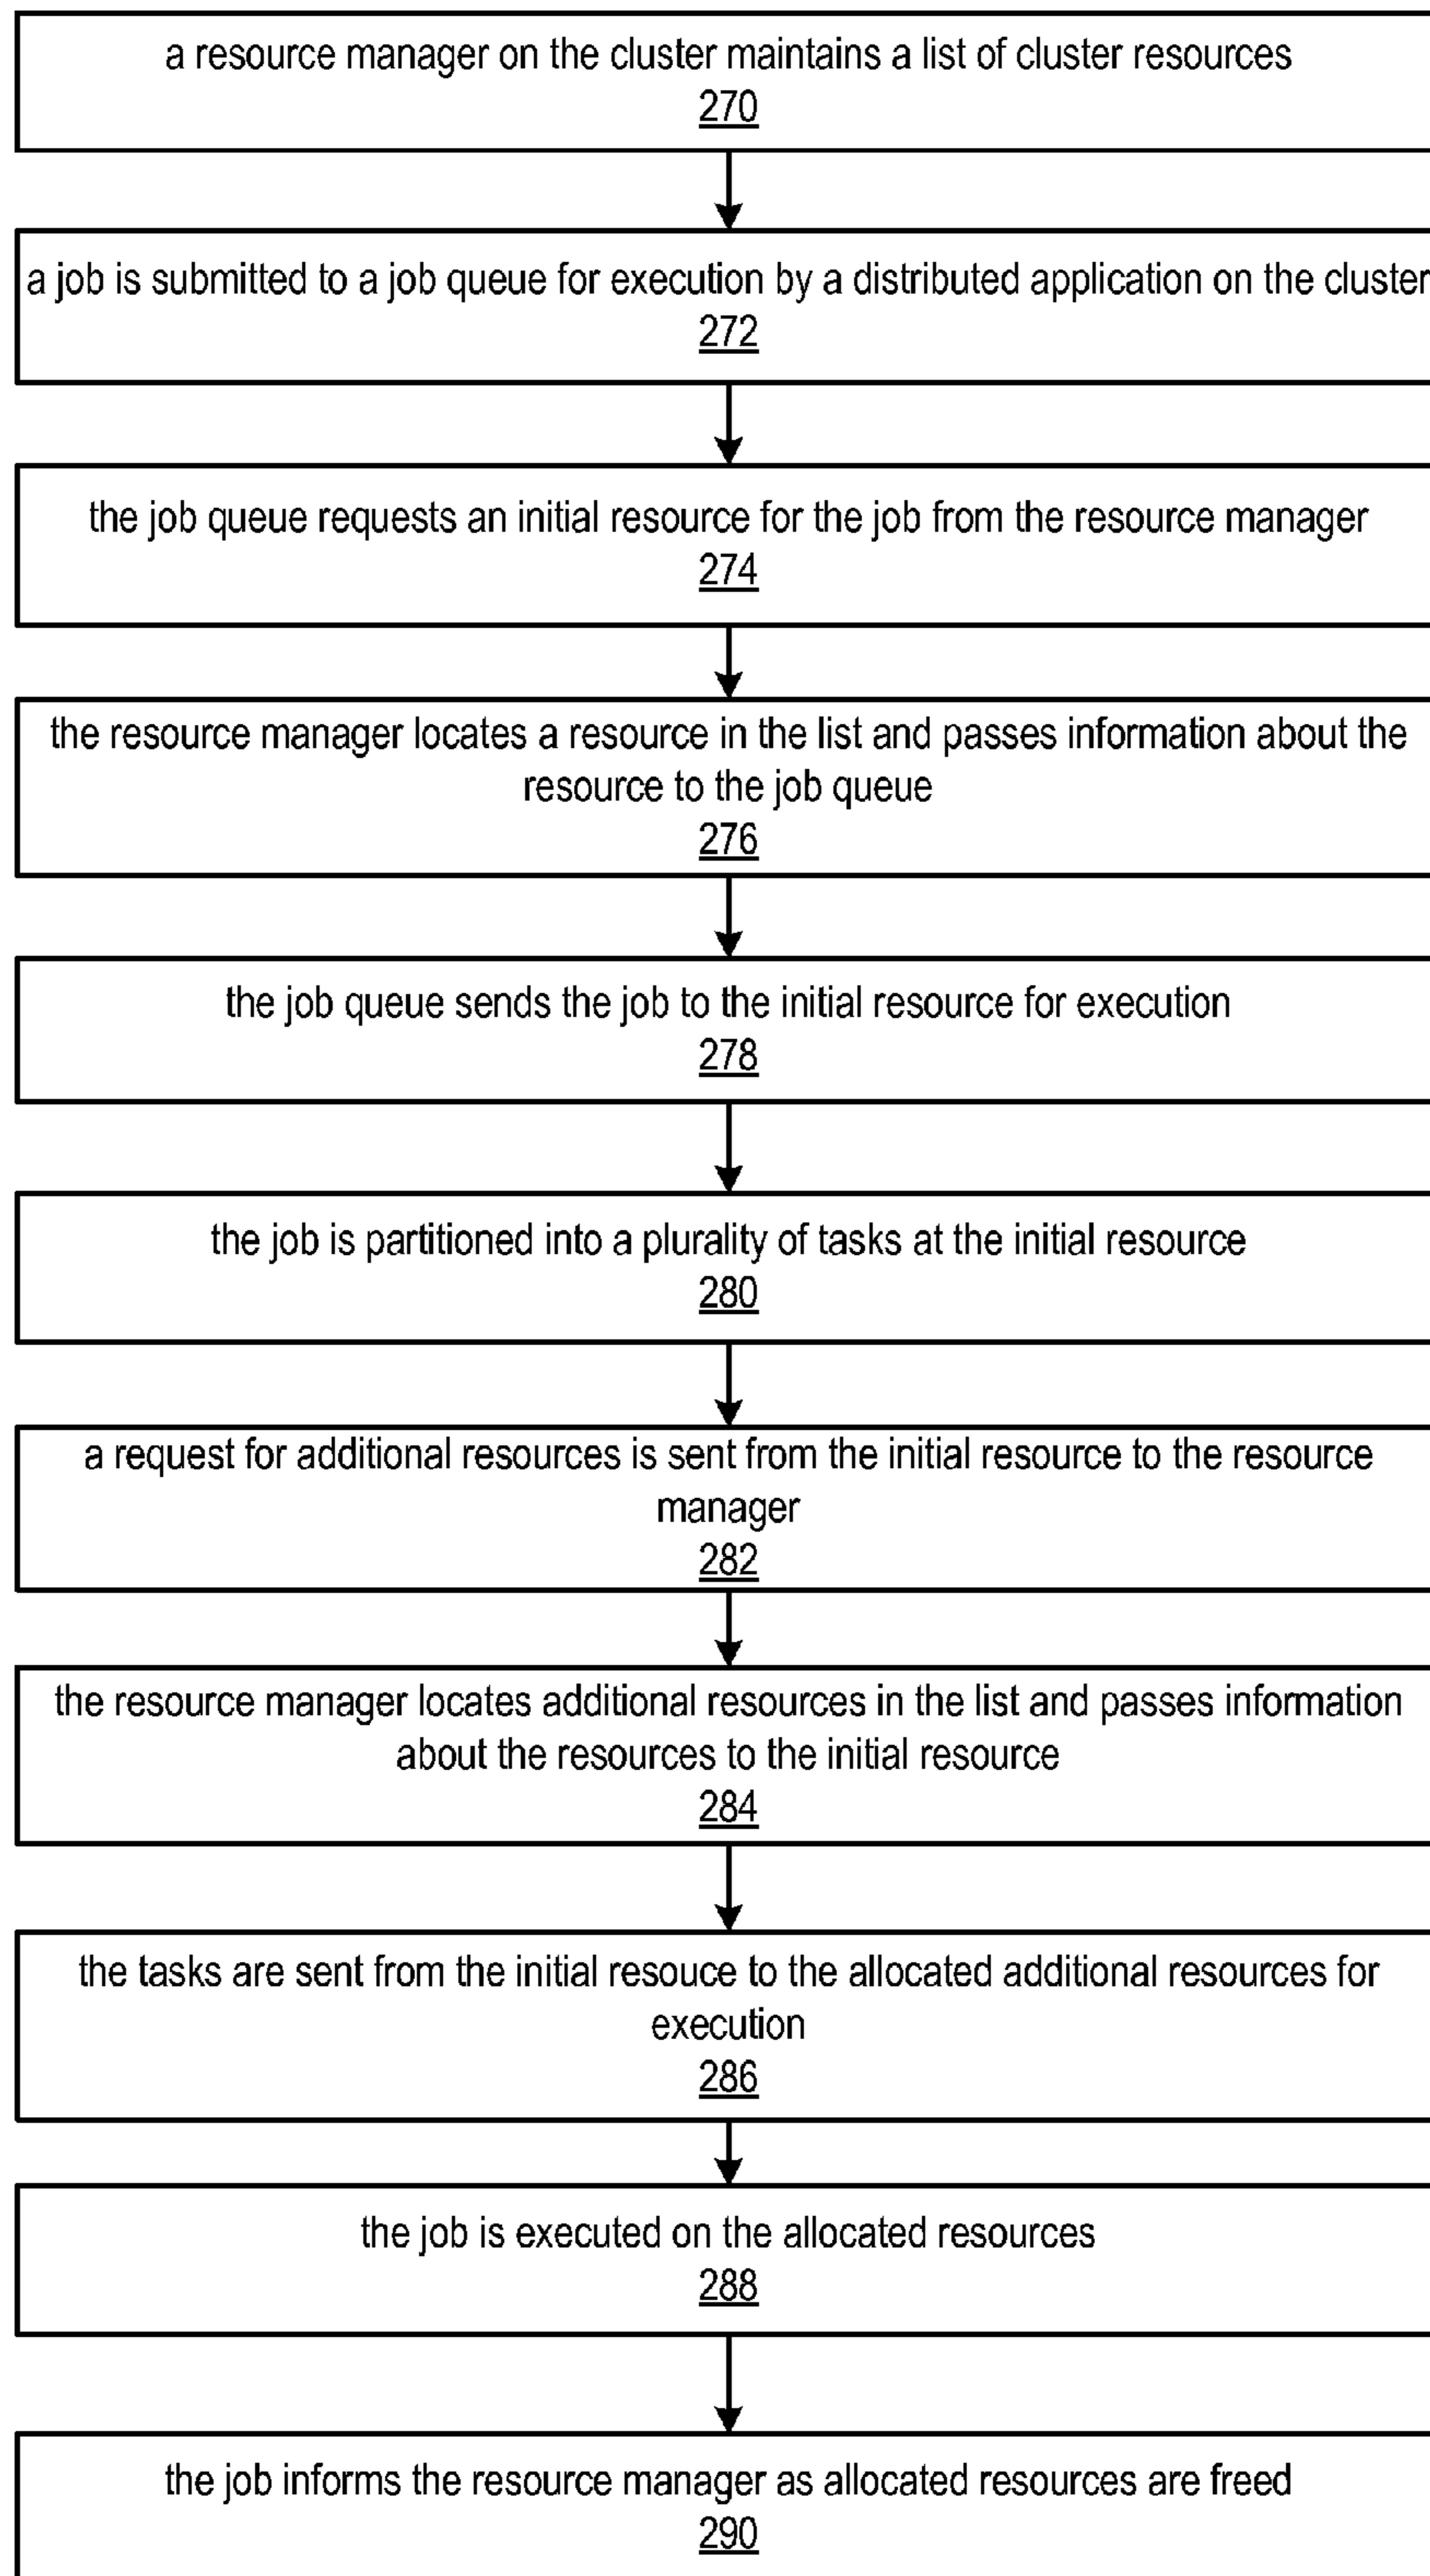 a resource manager on the cluster maintains a list of cluster resources
270
a job is submitted to a job queue for execution by a distributed application on the cluster
272
the job queue requests an initial resource for the job from the resource manager
274
the resource manager locates a resource in the list and passes information about the
resource to the job queue
276
the job queue sends the job to the initial resource for execution
278
the job is partitioned into a plurality of tasks at the initial resource
280
a request for additional resources is sent from the initial resource to the resource
manager
282
the resource manager locates additional resources in the list and passes information
about the resources to the initial resource
284
the tasks are sent from the initial resouce to the allocated additional resources for
execution
286
the job is executed on the allocated resources
288
the job informs the resource manager as allocated resources are freed
290